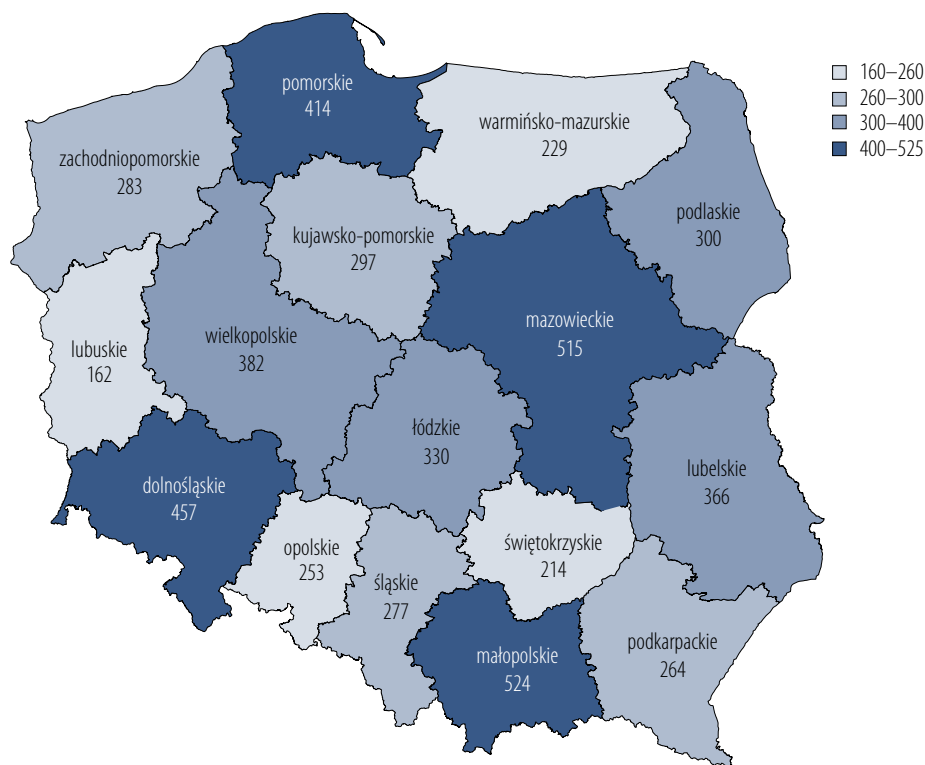 pomorskie
414
160–260
260–300
300–400
400–525
warmińsko-mazurskie
229
zachodniopomorskie
283
podlaskie
300
kujawsko-pomorskie
297
mazowieckie
515
wielkopolskie
382
lubuskie
162
łódzkie
330
lubelskie
366
dolnośląskie
457
opolskie
253
świętokrzyskie
214
śląskie
277
małopolskie
524
podkarpackie
264